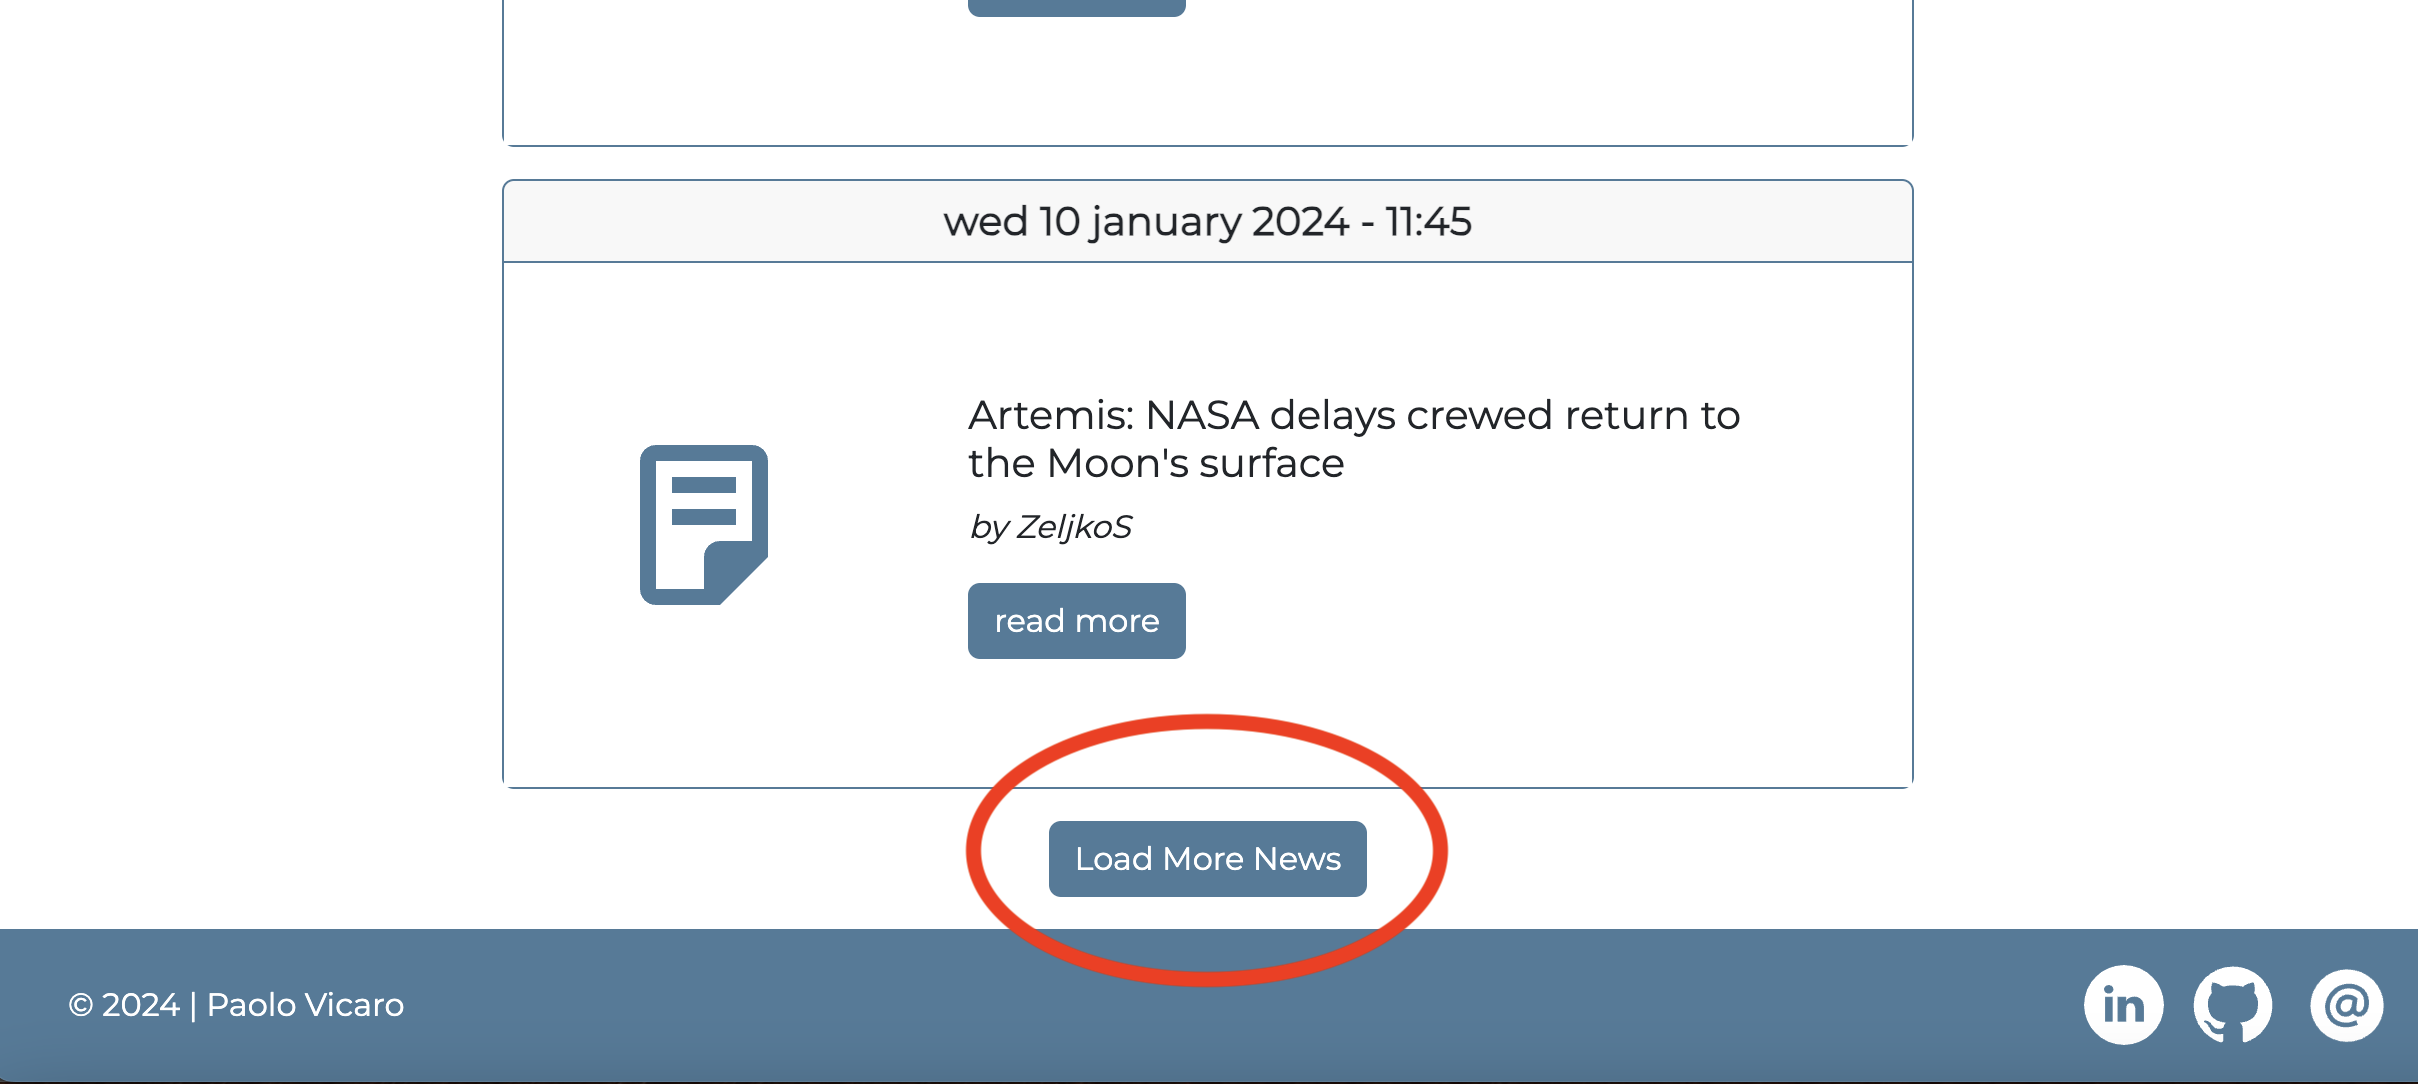 wed 10 january 2024 - 11:45
Artemis: NASA delays crewed return to
the Moon's surface
by ZeljkoS
read more
Load More News
© 2024 | Paolo Vicaro
in
@